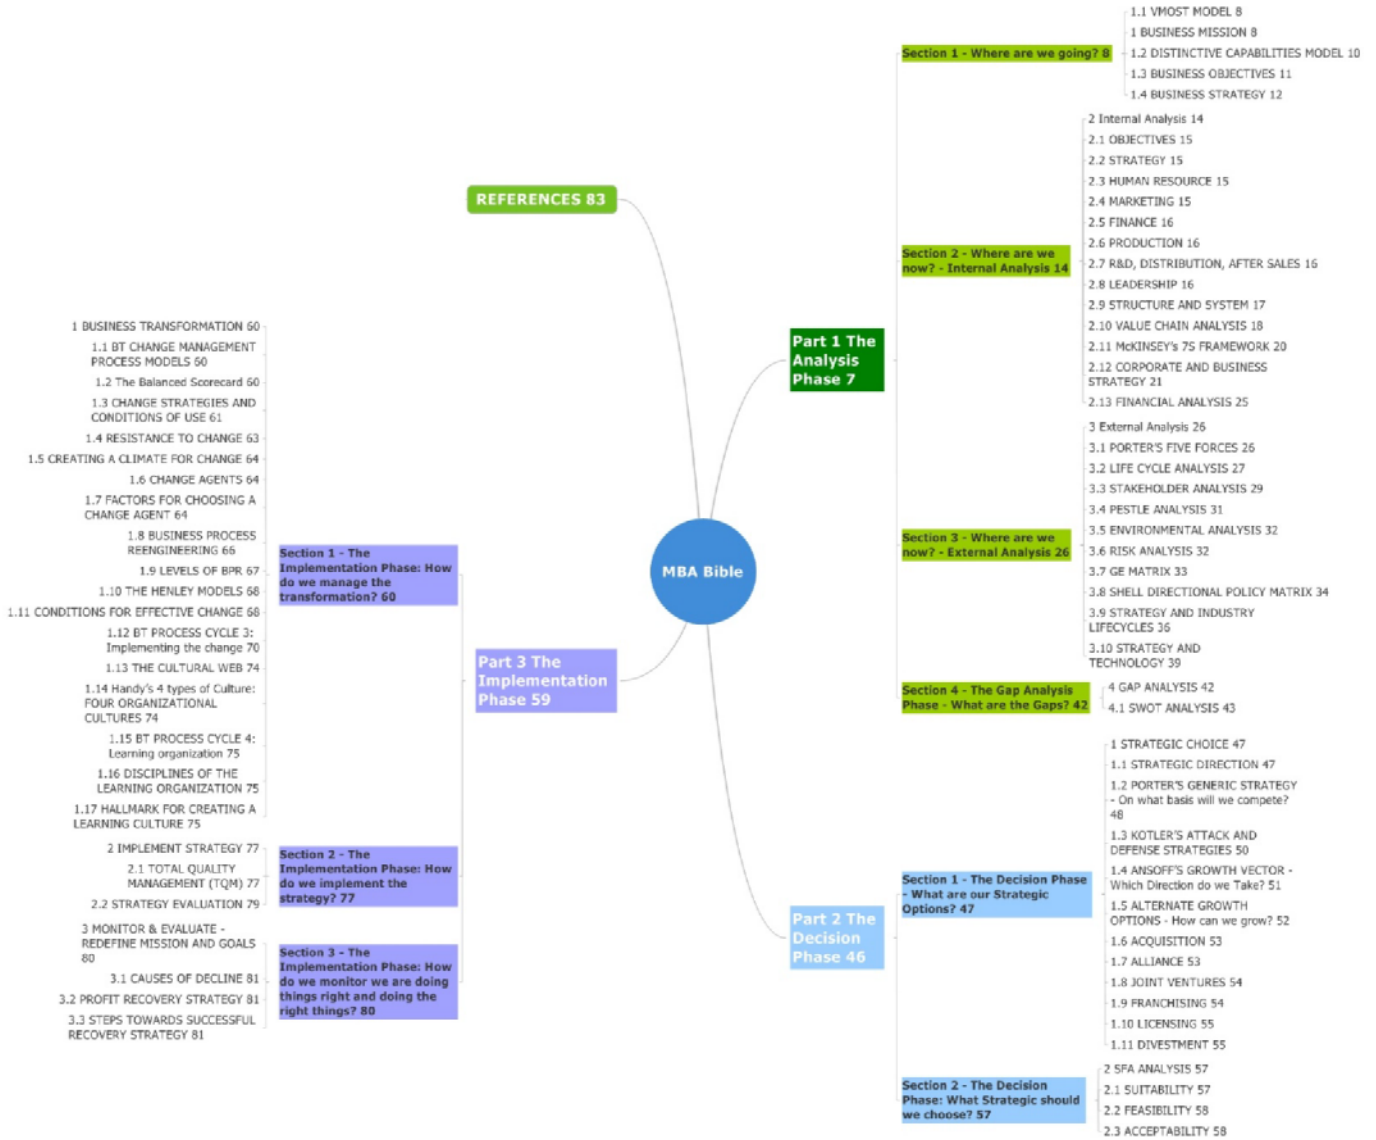 MBA Bible
Part 1 The
Analysis
Phase 7
Section 1 - Where are we going? 8
1.1 VMOST MODEL 8
1 BUSINESS MISSION 8
1.2 DISTINCTIVE CAPABILITIES MODEL 10
1.3 BUSINESS OBJECTIVES 11
1.4 BUSINESS STRATEGY 12
Section 2 - Where are we
now? - Internal Analysis 14
2 Internal Analysis 14
2.1 OBJECTIVES 15
2.2 STRATEGY 15
2.3 HUMAN RESOURCE 15
2.4 MARKETING 15
2.5 FINANCE 16
2.6 PRODUCTION 16
2.7 R&D, DISTRIBUTION, AFTER SALES 16
2.8 LEADERSHIP 16
2.9 STRUCTURE AND SYSTEM 17
2.10 VALUE CHAIN ANALYSIS 18
2.11 McKINSEY's 7S FRAMEWORK 20
2.12 CORPORATE AND BUSINESS
STRATEGY 21
2.13 FINANCIAL ANALYSIS 25
Section 3 - Where are we
now? - External Analysis 26
3 External Analysis 26
3.1 PORTER'S FIVE FORCES 26
3.2 LIFE CYCLE ANALYSIS 27
3.3 STAKEHOLDER ANALYSIS 29
3.4 PESTLE ANALYSIS 31
3.5 ENVIRONMENTAL ANALYSIS 32
3.6 RISK ANALYSIS 32
3.7 GE MATRIX 33
3.8 SHELL DIRECTIONAL POLICY MATRIX 34
3.9 STRATEGY AND INDUSTRY
LIFECYCLES 36
3.10 STRATEGY AND
TECHNOLOGY 39
Section 4 - The Gap Analysis
Phase - What are the Gaps? 42
4 GAP ANALYSIS 42
4.1 SWOT ANALYSIS 43
Part 2 The
Decision
Phase 46
Section 1 - The Decision Phase
- What are our Strategic
Options? 47
1 STRATEGIC CHOICE 47
1.1 STRATEGIC DIRECTION 47
1.2 PORTER'S GENERIC STRATEGY
- On what basis will we compete?
48
1.3 KOTLER'S ATTACK AND
DEFENSE STRATEGIES 50
1.4 ANSOFF'S GROWTH VECTOR -
Which Direction do we Take? 51
1.5 ALTERNATE GROWTH
OPTIONS - How can we grow? 52
1.6 ACQUISITION 53
1.7 ALLIANCE 53
1.8 JOINT VENTURES 54
1.9 FRANCHISING 54
1.10 LICENSING 55
1.11 DIVESTMENT 55
Section 2 - The Decision
Phase: What Strategic should
we choose? 57
2 SFA ANALYSIS 57
2.1 SUITABILITY 57
2.2 FEASIBILITY 58
2.3 ACCEPTABILITY 58
Part 3 The
Implementation
Phase 59
Section 1 - The
Implementation Phase: How
do we manage the
transformation? 60
1 BUSINESS TRANSFORMATION 60
1.1 BT CHANGE MANAGEMENT
PROCESS MODELS 60
1.2 The Balanced Scorecard 60
1.3 CHANGE STRATEGIES AND
CONDITIONS OF USE 61
1.4 RESISTANCE TO CHANGE 63
1.5 CREATING A CLIMATE FOR CHANGE 64
1.6 CHANGE AGENTS 64
1.7 FACTORS FOR CHOOSING A
CHANGE AGENT 64
1.8 BUSINESS PROCESS
REENGINEERING 66
1.9 LEVELS OF BPR 67
1.10 THE HENLEY MODELS 68
1.11 CONDITIONS FOR EFFECTIVE CHANGE 68
1.12 BT PROCESS CYCLE 3:
Implementing the change 70
1.13 THE CULTURAL WEB 74
1.14 Handy's 4 types of Culture:
FOUR ORGANIZATIONAL
CULTURES 74
1.15 BT PROCESS CYCLE 4:
Learning organization 75
1.16 DISCIPLINES OF THE
LEARNING ORGANIZATION 75
1.17 HALLMARK FOR CREATING A
LEARNING CULTURE 75
Section 2 - The
Implementation Phase: How
do we implement the
strategy? 77
2 IMPLEMENT STRATEGY 77
2.1 TOTAL QUALITY
MANAGEMENT (TQM) 77
2.2 STRATEGY EVALUATION 79
Section 3 - The
Implementation Phase: How
do we monitor we are doing
things right and doing the
right things? 80
3 MONITOR & EVALUATE -
REDEFINE MISSION AND GOALS
80
3.1 CAUSES OF DECLINE 81
3.2 PROFIT RECOVERY STRATEGY 81
3.3 STEPS TOWARDS SUCCESSFUL
RECOVERY STRATEGY 81
REFERENCES 83